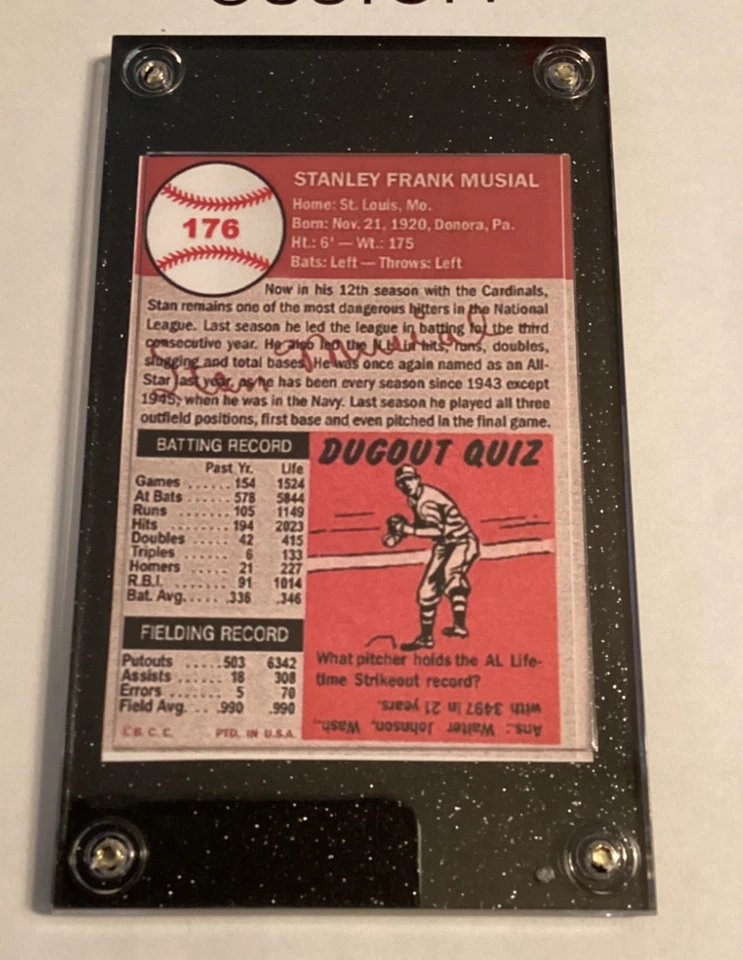 CUSTOM
176
STANLEY FRANK MUSIAL
Home: St. Louis, Mo.
Born: Nov. 21, 1920, Donora, Pa.
Ht.: 6' — Wt.: 175
Bats: Left — Throws: Left
Now in his 12th season with the Cardinals,
Stan remains one of the most dangerous hitters in the National
League. Last season he led the league in batting for the third
consecutive year. He also led the N.L. in hits, runs, doubles,
slugging and total bases. He was once again named as an All-
Star last year, as he has been every season since 1943 except
1945, when he was in the Navy. Last season he played all three
outfield positions, first base and even pitched in the final game.
Stan Musial
BATTING RECORD
Past Yr. Life
Games ...... 154 1524
At Bats ..... 578 5844
Runs ....... 105 1149
Hits ........ 194 2023
Doubles .... 42 415
Triples ..... 6 133
Homers .... 21 227
R.B.I. ....... 91 1014
Bat. Avg..... .336 .346
FIELDING RECORD
Putouts .....503 6342
Assists ...... 18 308
Errors ....... 5 70
Field Avg. .. .990 .990
C.B.C.C. PTD. IN U.S.A.
DUGOUT QUIZ
What pitcher holds the AL Life-
time Strikeout record?
Ans.: Walter Johnson, Wash.,
with 3497 in 21 years.